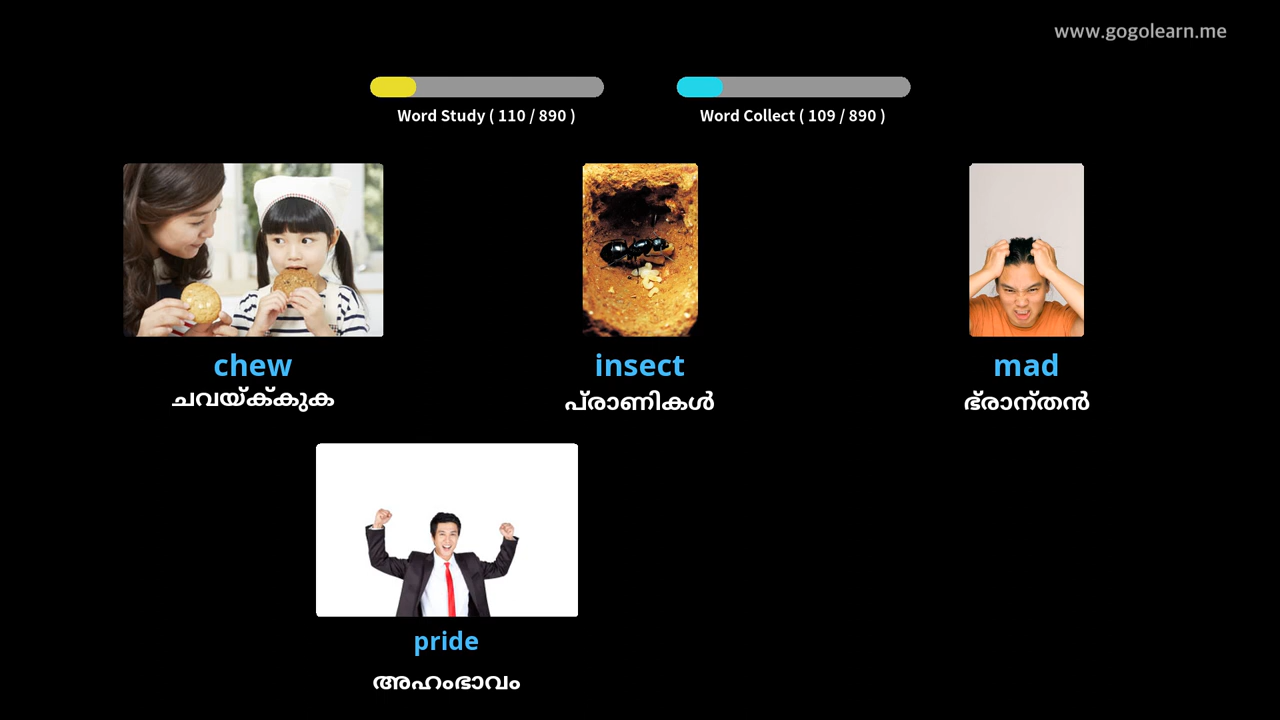 www.gogolearn.me
Word Study ( 110 / 890 )
Word Collect ( 109 / 890 )
chew
ചവയ്ക്കുക
insect
പ്രാണികൾ
mad
ഭ്രാന്തൻ
pride
അഹംഭാവം